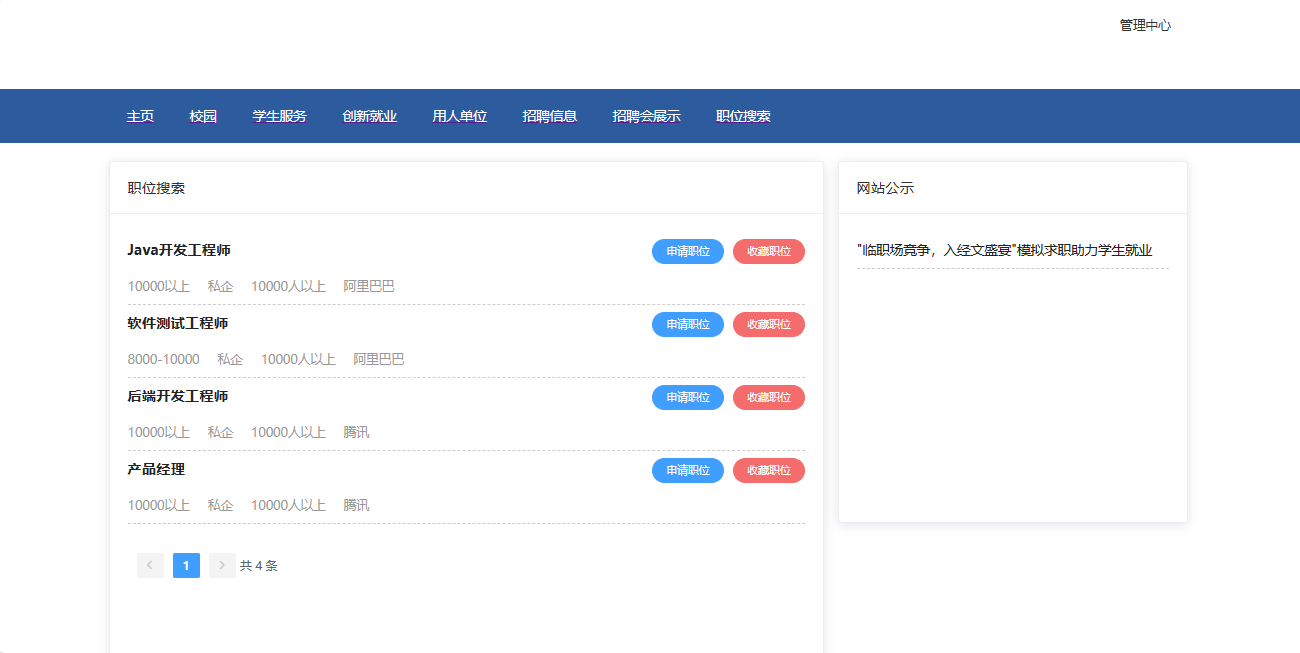 管理中心
主页 校园 学生服务 创新就业 用人单位 招聘信息 招聘会展示 职位搜索
职位搜索
Java开发工程师 申请职位 收藏职位
10000以上 私企 10000人以上 阿里巴巴
软件测试工程师 申请职位 收藏职位
8000-10000 私企 10000人以上 阿里巴巴
后端开发工程师 申请职位 收藏职位
10000以上 私企 10000人以上 腾讯
产品经理 申请职位 收藏职位
10000以上 私企 10000人以上 腾讯
1 共 4 条
网站公示
"临职场竟争，入经文盛宴"模拟求职助力学生就业